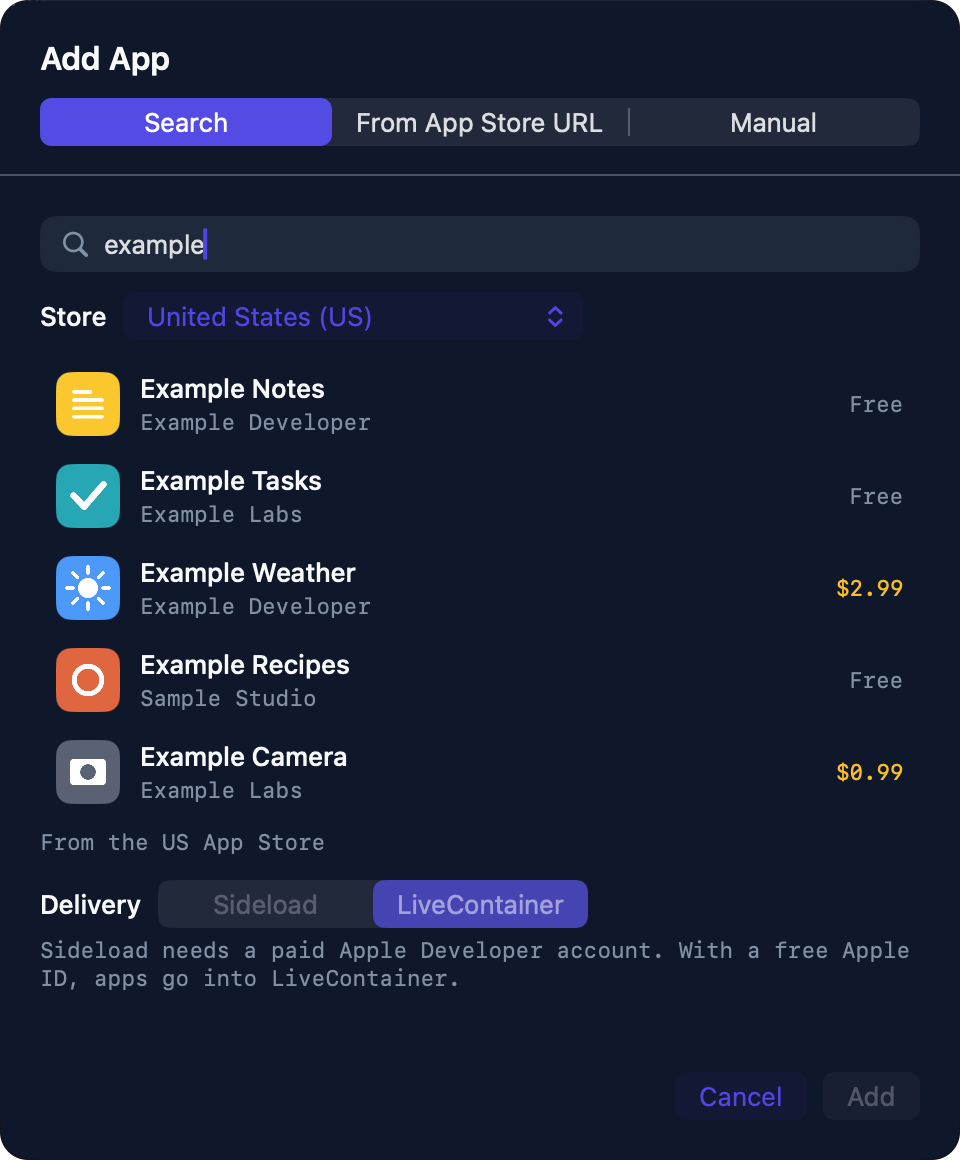 Add App
Search
From App Store URL
Manual
example
Store
United States (US)
Example Notes
Example Developer
Free
Example Tasks
Example Labs
Free
Example Weather
Example Developer
$2.99
Example Recipes
Sample Studio
Free
Example Camera
Example Labs
$0.99
From the US App Store
Delivery
Sideload
LiveContainer
Sideload needs a paid Apple Developer account. With a free Apple
ID, apps go into LiveContainer.
Cancel
Add